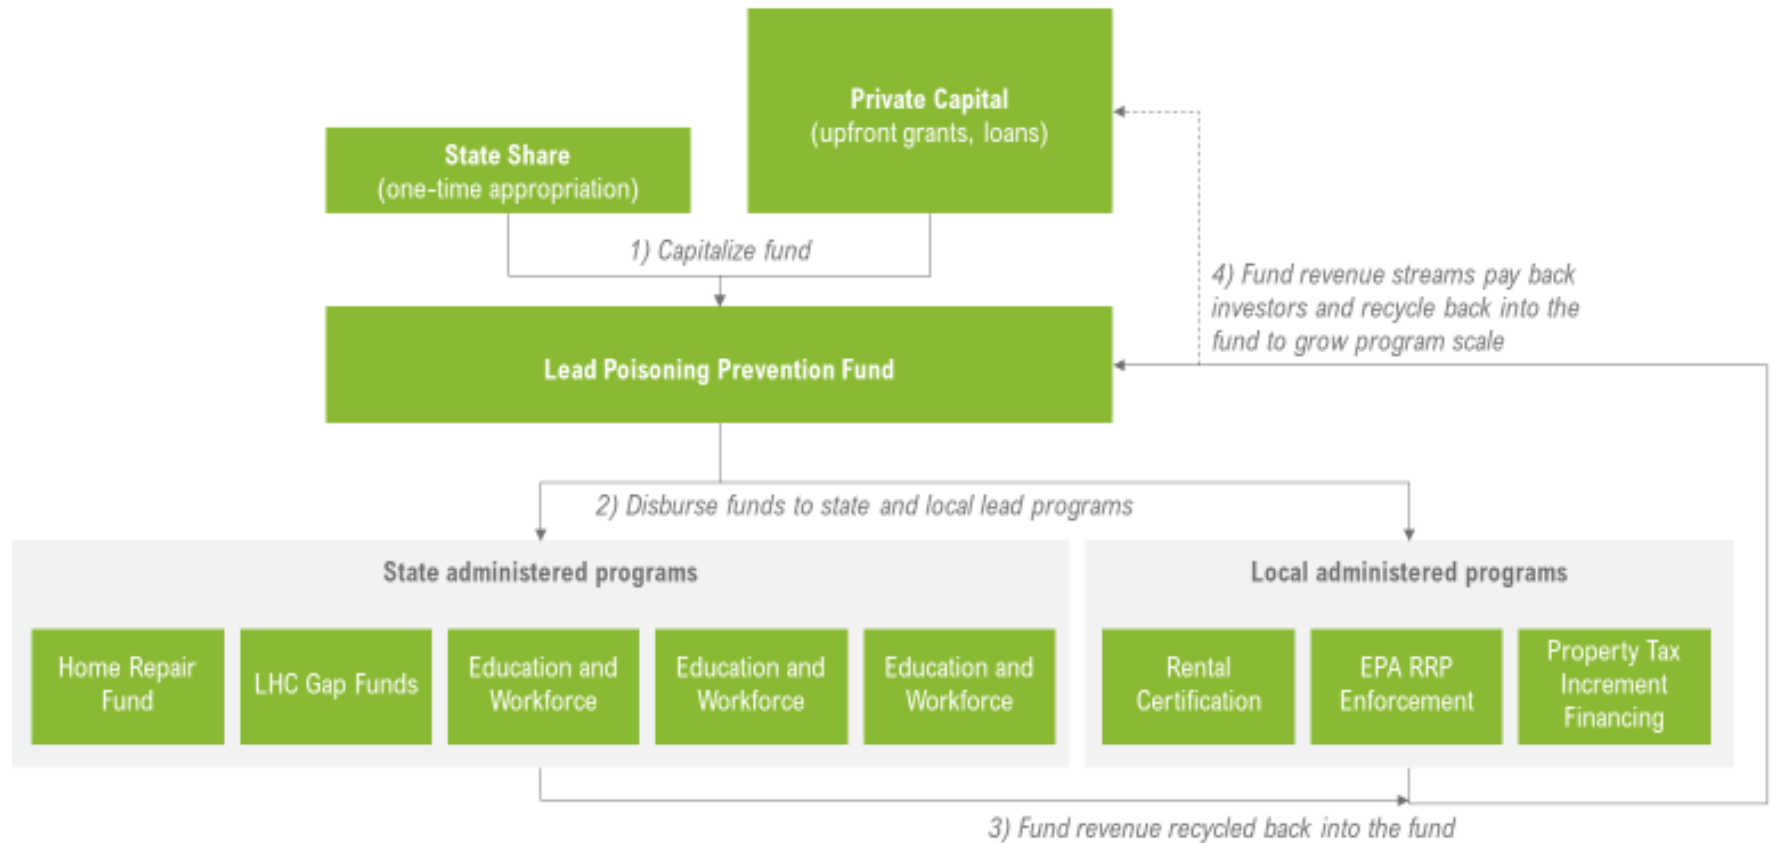 Private Capital
(upfront grants, loans)
State Share
(one-time appropriation)
1) Capitalize fund
4) Fund revenue streams pay back
investors and recycle back into the
fund to grow program scale
Lead Poisoning Prevention Fund
2) Disburse funds to state and local lead programs
State administered programs
Home Repair
Fund
LHC Gap Funds
Education and
Workforce
Education and
Workforce
Education and
Workforce
Local administered programs
Rental
Certification
EPA RRP
Enforcement
Property Tax
Increment
Financing
3) Fund revenue recycled back into the fund